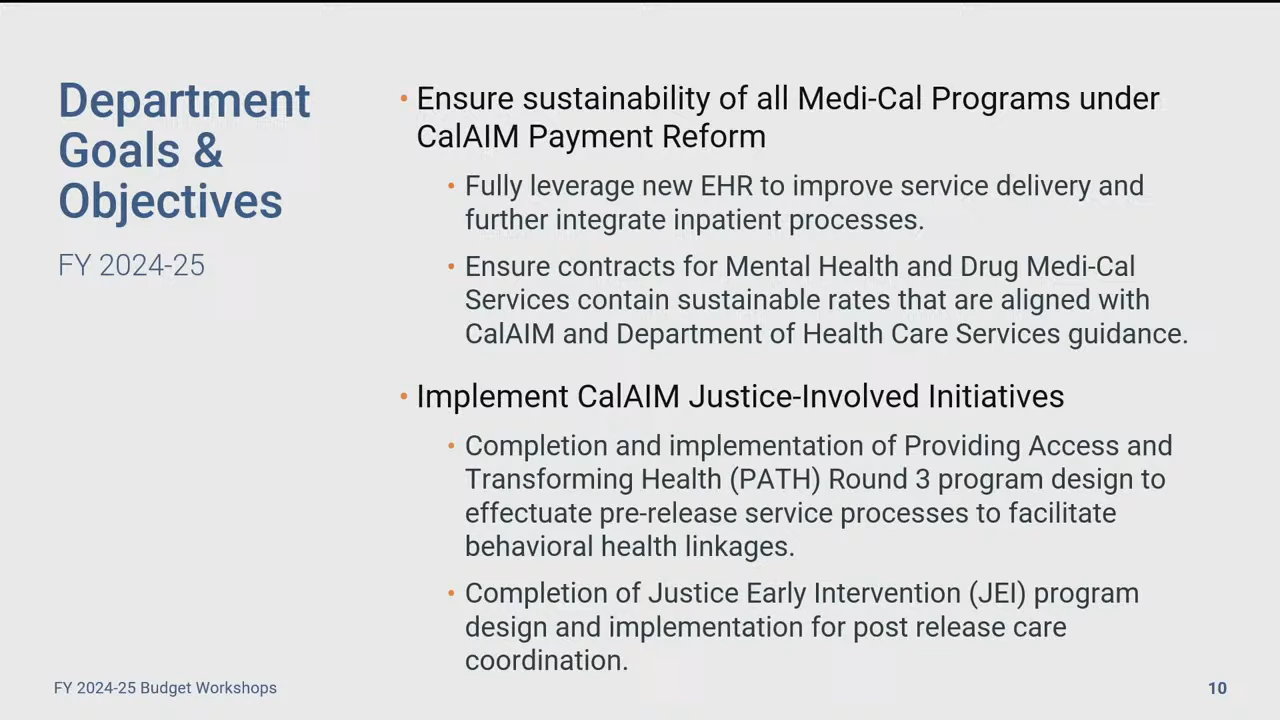 Department
Goals &
Objectives
FY 2024-25
• Ensure sustainability of all Medi-Cal Programs under
CalAIM Payment Reform
• Fully leverage new EHR to improve service delivery and
further integrate inpatient processes.
• Ensure contracts for Mental Health and Drug Medi-Cal
Services contain sustainable rates that are aligned with
CalAIM and Department of Health Care Services guidance.
• Implement CalAIM Justice-Involved Initiatives
• Completion and implementation of Providing Access and
Transforming Health (PATH) Round 3 program design to
effectuate pre-release service processes to facilitate
behavioral health linkages.
• Completion of Justice Early Intervention (JEI) program
design and implementation for post release care
coordination.
FY 2024-25 Budget Workshops
10